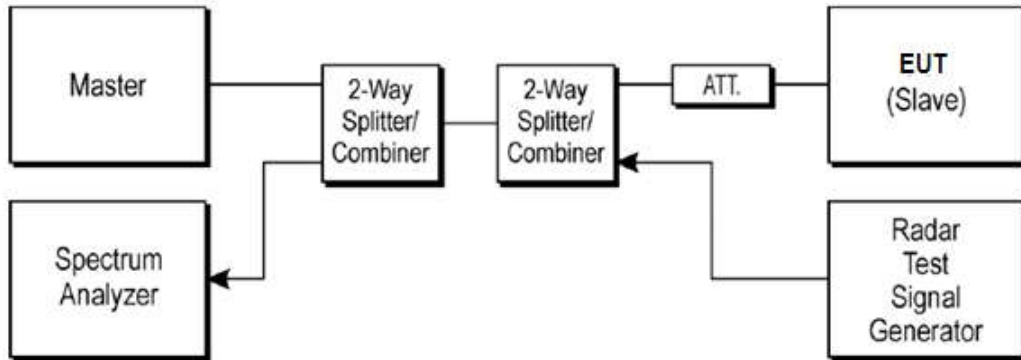 Master
2-Way
Splitter/
Combiner
2-Way
Splitter/
Combiner
ATT.
EUT
(Slave)
Spectrum
Analyzer
Radar
Test
Signal
Generator